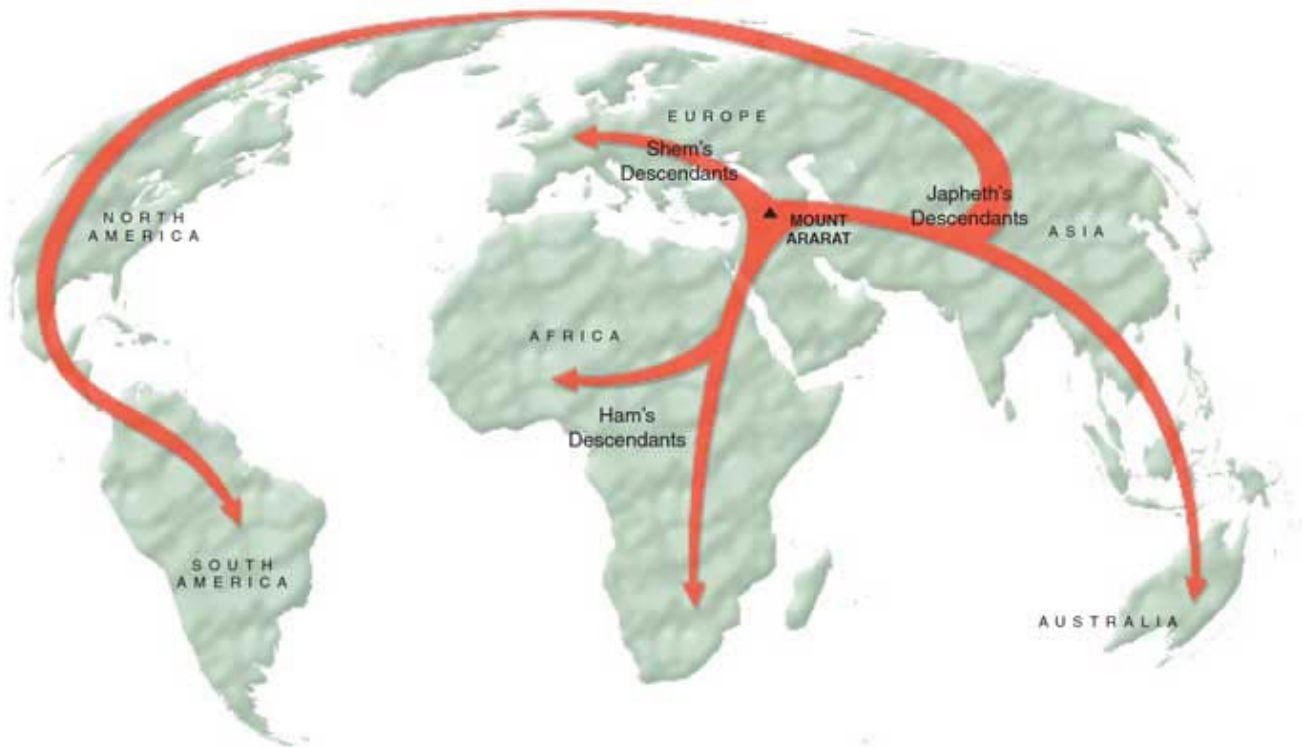 EUROPE
Shem's
Descendants
NORTH
AMERICA
Japheth's
Descendants
MOUNT
ARARAT
ASIA
AFRICA
Ham's
Descendants
SOUTH
AMERICA
AUSTRALIA